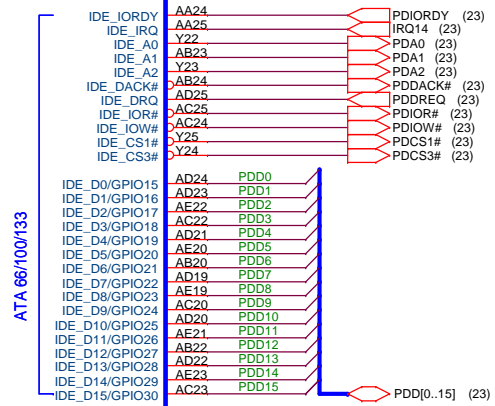 IDE_IORDY AA24 PDIORDY (23)
IDE_IRQ AA25 IRQ14 (23)
IDE_A0 Y22 PDA0 (23)
IDE_A1 AB23 PDA1 (23)
IDE_A2 Y23 PDA2 (23)
IDE_DACK# AB24 PDDACK# (23)
IDE_DRQ AD25 PDDREQ (23)
IDE_IOR# AC25 PDIOR# (23)
IDE_IOW# AC24 PDIOW# (23)
IDE_CS1# Y25 PDCS1# (23)
IDE_CS3# Y24 PDCS3# (23)
ATA 66/100/133
IDE_D0/GPIO15 AD24 PDD0
IDE_D1/GPIO16 AD23 PDD1
IDE_D2/GPIO17 AE22 PDD2
IDE_D3/GPIO18 AC22 PDD3
IDE_D4/GPIO19 AD21 PDD4
IDE_D5/GPIO20 AE20 PDD5
IDE_D6/GPIO21 AB20 PDD6
IDE_D7/GPIO22 AD19 PDD7
IDE_D8/GPIO23 AE19 PDD8
IDE_D9/GPIO24 AC20 PDD9
IDE_D10/GPIO25 AD20 PDD10
IDE_D11/GPIO26 AE21 PDD11
IDE_D12/GPIO27 AB22 PDD12
IDE_D13/GPIO28 AD22 PDD13
IDE_D14/GPIO29 AE23 PDD14
IDE_D15/GPIO30 AC23 PDD15
PDD[0..15] (23)